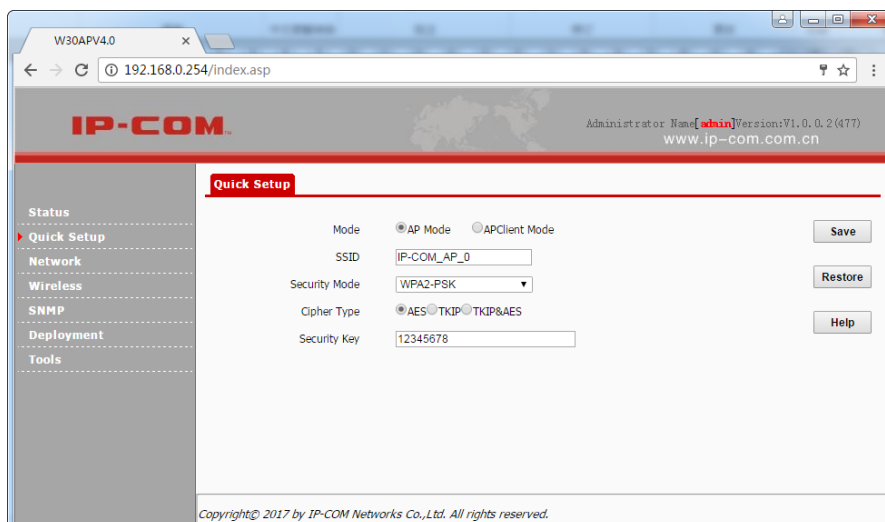 W30APV4.0
192.168.0.254/index.asp
IP-COM
Administrator Name[admin]Version:V1.0.0.2(477)
www.ip-com.com.cn
Quick Setup
Status
Quick Setup
Network
Wireless
SNMP
Deployment
Tools
Mode AP Mode APClient Mode
SSID IP-COM_AP_0
Security Mode WPA2-PSK
Cipher Type AES TKIP TKIP&AES
Security Key 12345678
Save
Restore
Help
Copyright© 2017 by IP-COM Networks Co.,Ltd. All rights reserved.